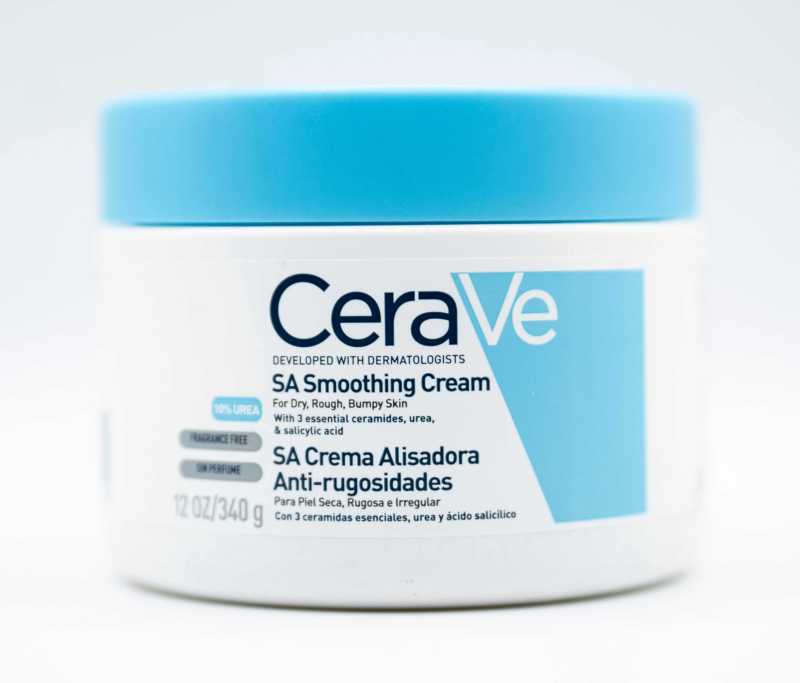 CeraVe
DEVELOPED WITH DERMATOLOGISTS
SA Smoothing Cream
For Dry, Rough, Bumpy Skin
With 3 essential ceramides, urea,
& salicylic acid
SA Crema Alisadora
Anti-rugosidades
Para Piel Seca, Rugosa e Irregular
Con 3 ceramidas esenciales, urea y ácido salicílico
10% UREA
FRAGRANCE FREE
SIN PERFUME
12 OZ/340 g